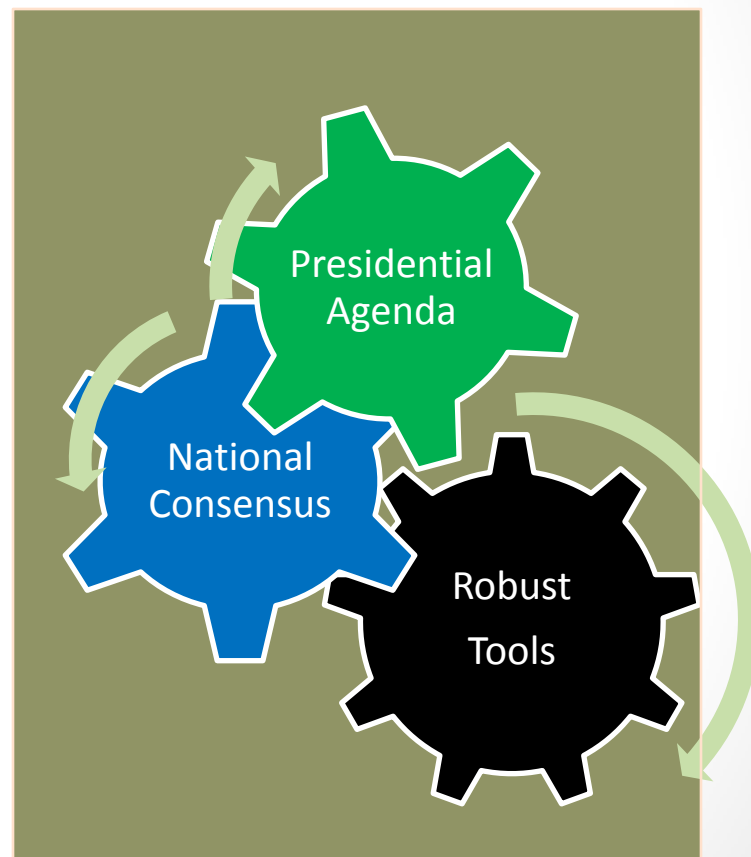 Presidential
Agenda
National
Consensus
Robust
Tools